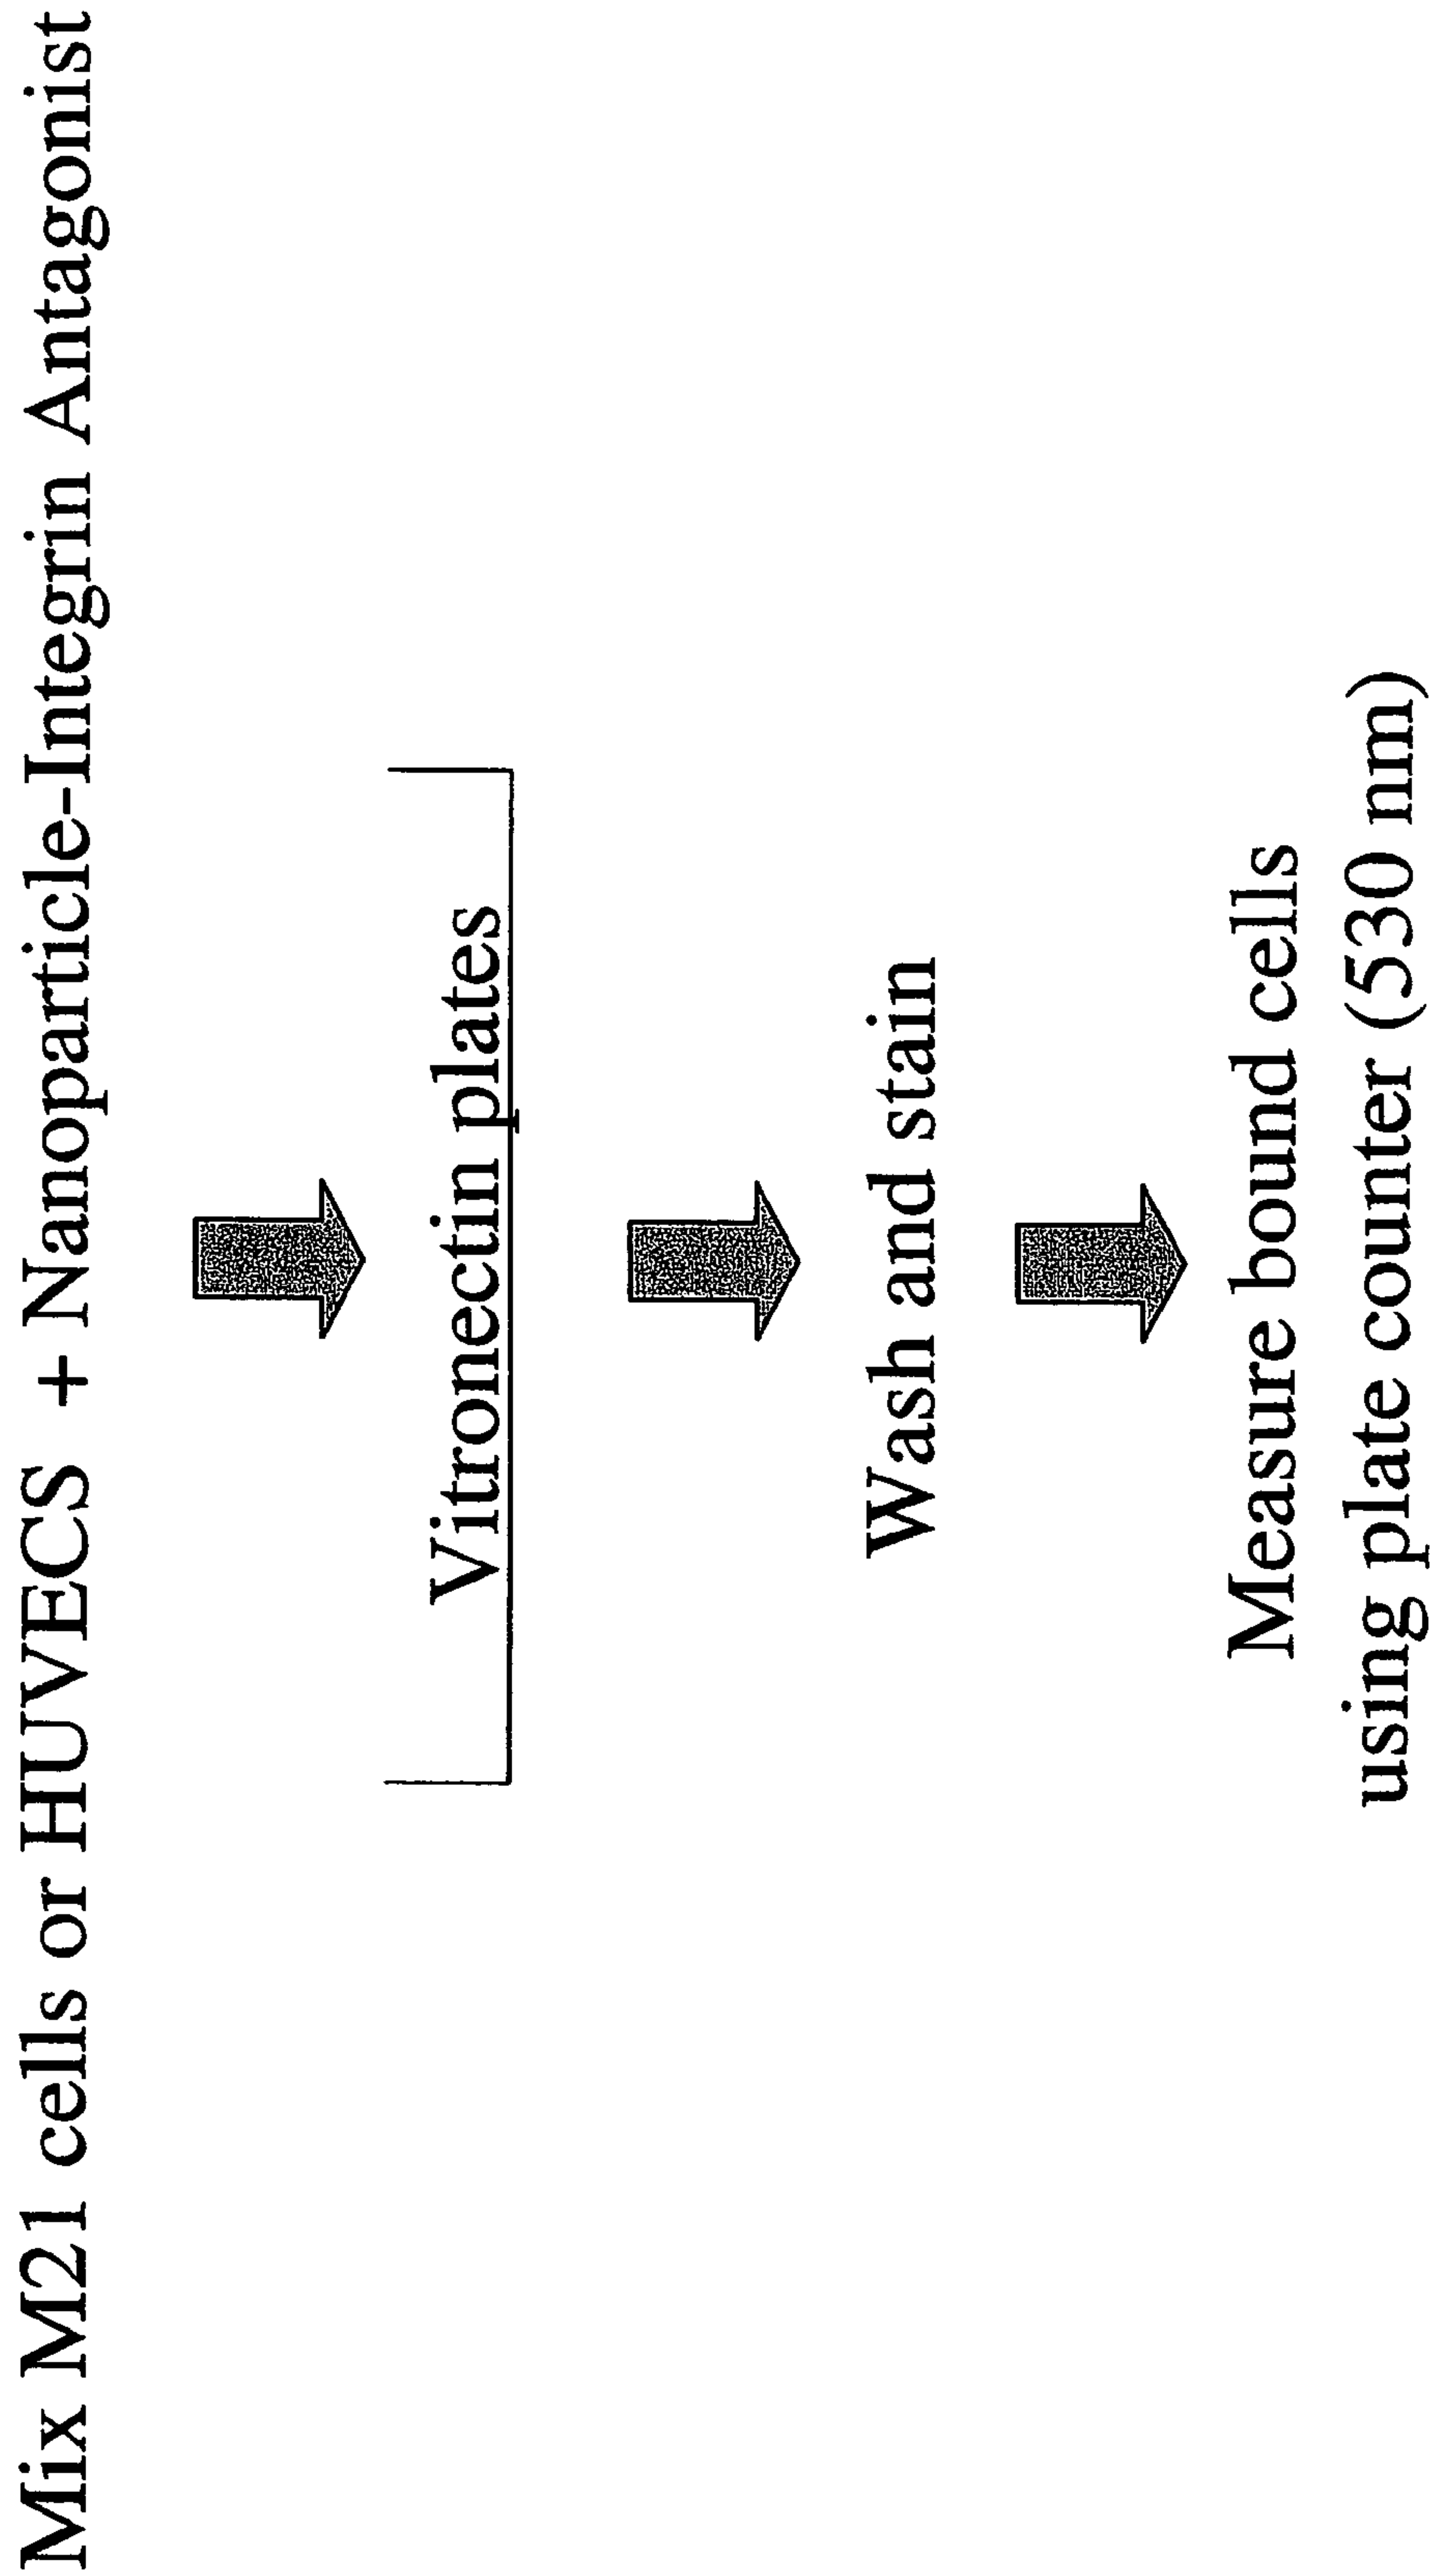 Mix M21 cells or HUVECS + Nanoparticle-Integrin Antagonist
Vitronectin plates
Wash and stain
Measure bound cells
using plate counter (530 nm)